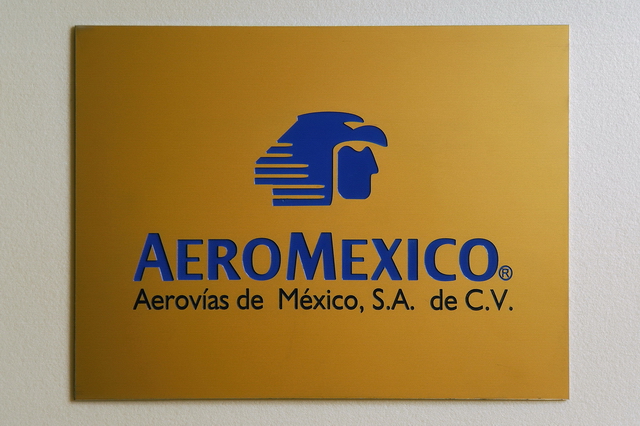 AEROMEXICO®
Aerovías de México, S.A. de C.V.